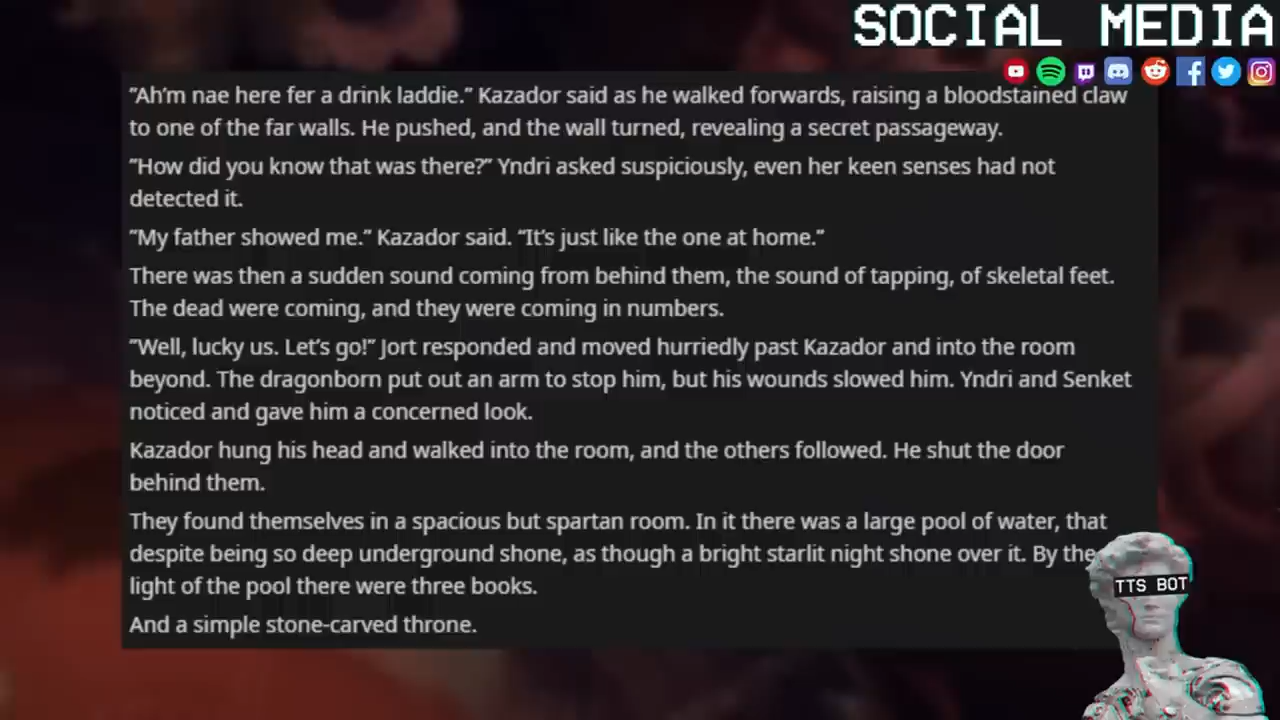 SOCIAL MEDIA
"Ah'm nae here fer a drink laddie." Kazador said as he walked forwards, raising a bloodstained claw
to one of the far walls. He pushed, and the wall turned, revealing a secret passageway.
"How did you know that was there?" Yndri asked suspiciously, even her keen senses had not
detected it.
"My father showed me." Kazador said. "It's just like the one at home."
There was then a sudden sound coming from behind them, the sound of tapping, of skeletal feet.
The dead were coming, and they were coming in numbers.
"Well, lucky us. Let's go!" Jort responded and moved hurriedly past Kazador and into the room
beyond. The dragonborn put out an arm to stop him, but his wounds slowed him. Yndri and Senket
noticed and gave him a concerned look.
Kazador hung his head and walked into the room, and the others followed. He shut the door
behind them.
They found themselves in a spacious but spartan room. In it there was a large pool of water, that
despite being so deep underground shone, as though a bright starlit night shone over it. By the
light of the pool there were three books.
And a simple stone-carved throne.
TTS BOT